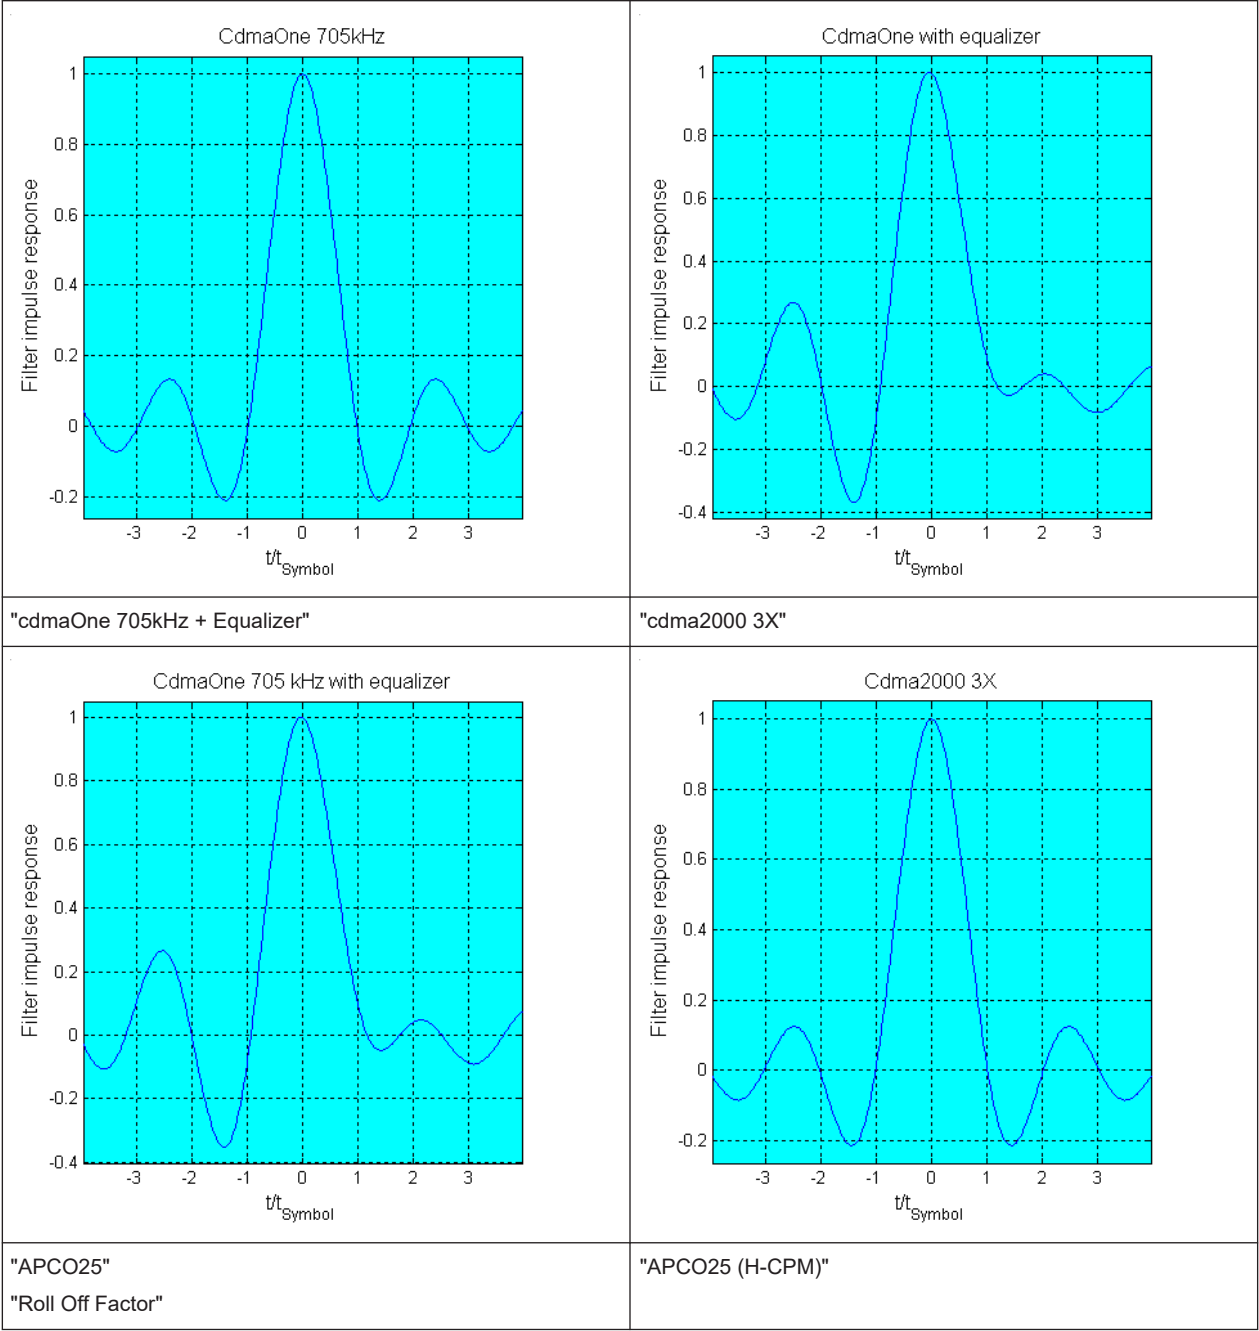 CdmaOne 705kHz
1
0.8
0.6
0.4
0.2
0
-0.2
Filter impulse response
-3 -2 -1 0 1 2 3
t/tSymbol
CdmaOne with equalizer
1
0.8
0.6
0.4
0.2
0
-0.2
-0.4
Filter impulse response
-3 -2 -1 0 1 2 3
t/tSymbol
"cdmaOne 705kHz + Equalizer"
"cdma2000 3X"
CdmaOne 705 kHz with equalizer
1
0.8
0.6
0.4
0.2
0
-0.2
-0.4
Filter impulse response
-3 -2 -1 0 1 2 3
t/tSymbol
Cdma2000 3X
1
0.8
0.6
0.4
0.2
0
-0.2
Filter impulse response
-3 -2 -1 0 1 2 3
t/tSymbol
"APCO25"
"Roll Off Factor"
"APCO25 (H-CPM)"